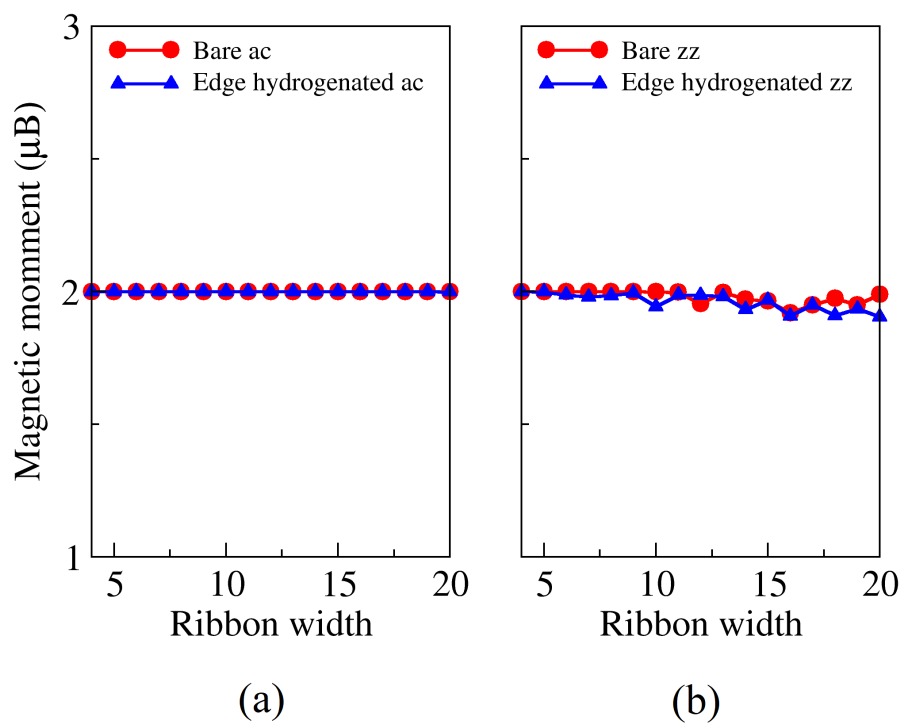 3
2
1
Magnetic momment (μB)
Bare ac
Edge hydrogenated ac
5 10 15 20
Ribbon width
(a)
Bare zz
Edge hydrogenated zz
5 10 15 20
Ribbon width
(b)